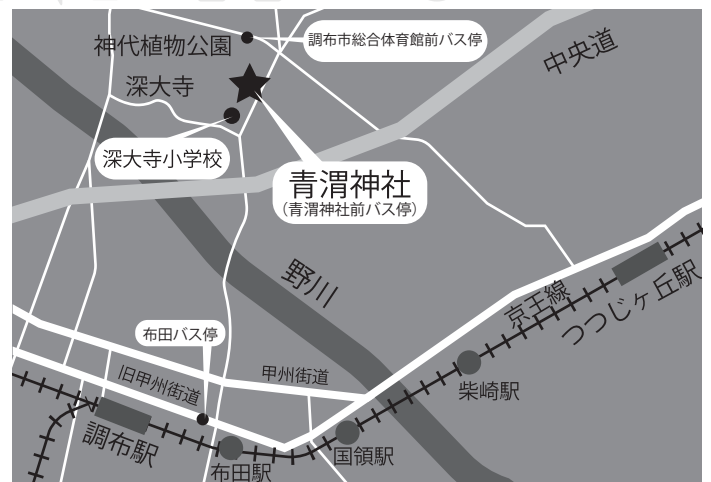 神代植物公園
調布市総合体育館前バス停
中央道
深大寺
深大寺小学校
青渭神社
(青渭神社前バス停)
野川
京王線
つつじヶ丘駅
布田バス停
旧甲州街道
甲州街道
柴崎駅
調布駅
布田駅
国領駅